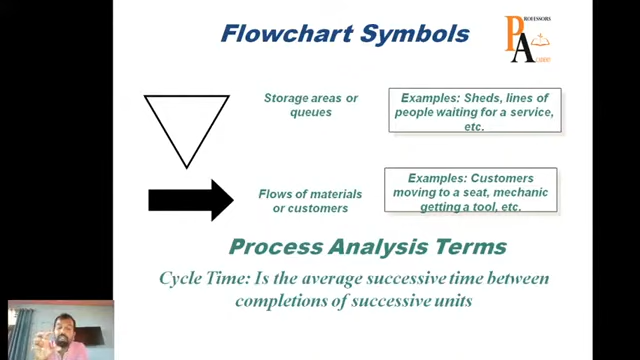 Flowchart Symbols
PROFESSORS
PA
CADEMY
Storage areas or
queues
Examples: Sheds, lines of
people waiting for a service,
etc.
Flows of materials
or customers
Examples: Customers
moving to a seat, mechanic
getting a tool, etc.
Process Analysis Terms
Cycle Time: Is the average successive time between
completions of successive units